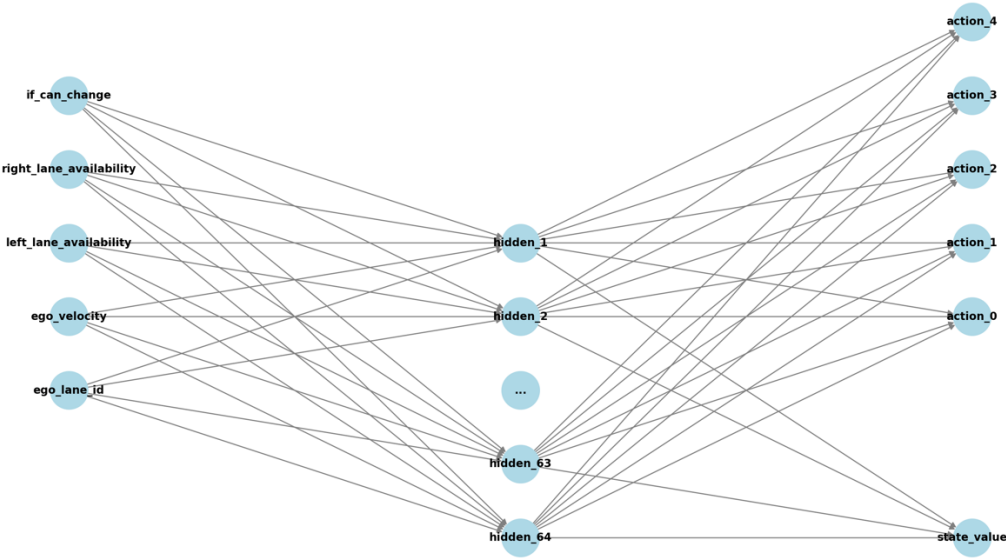 if_can_change
right_lane_availability
left_lane_availability
ego_velocity
ego_lane_id
hidden_1
hidden_2
...
hidden_63
hidden_64
action_4
action_3
action_2
action_1
action_0
state_value